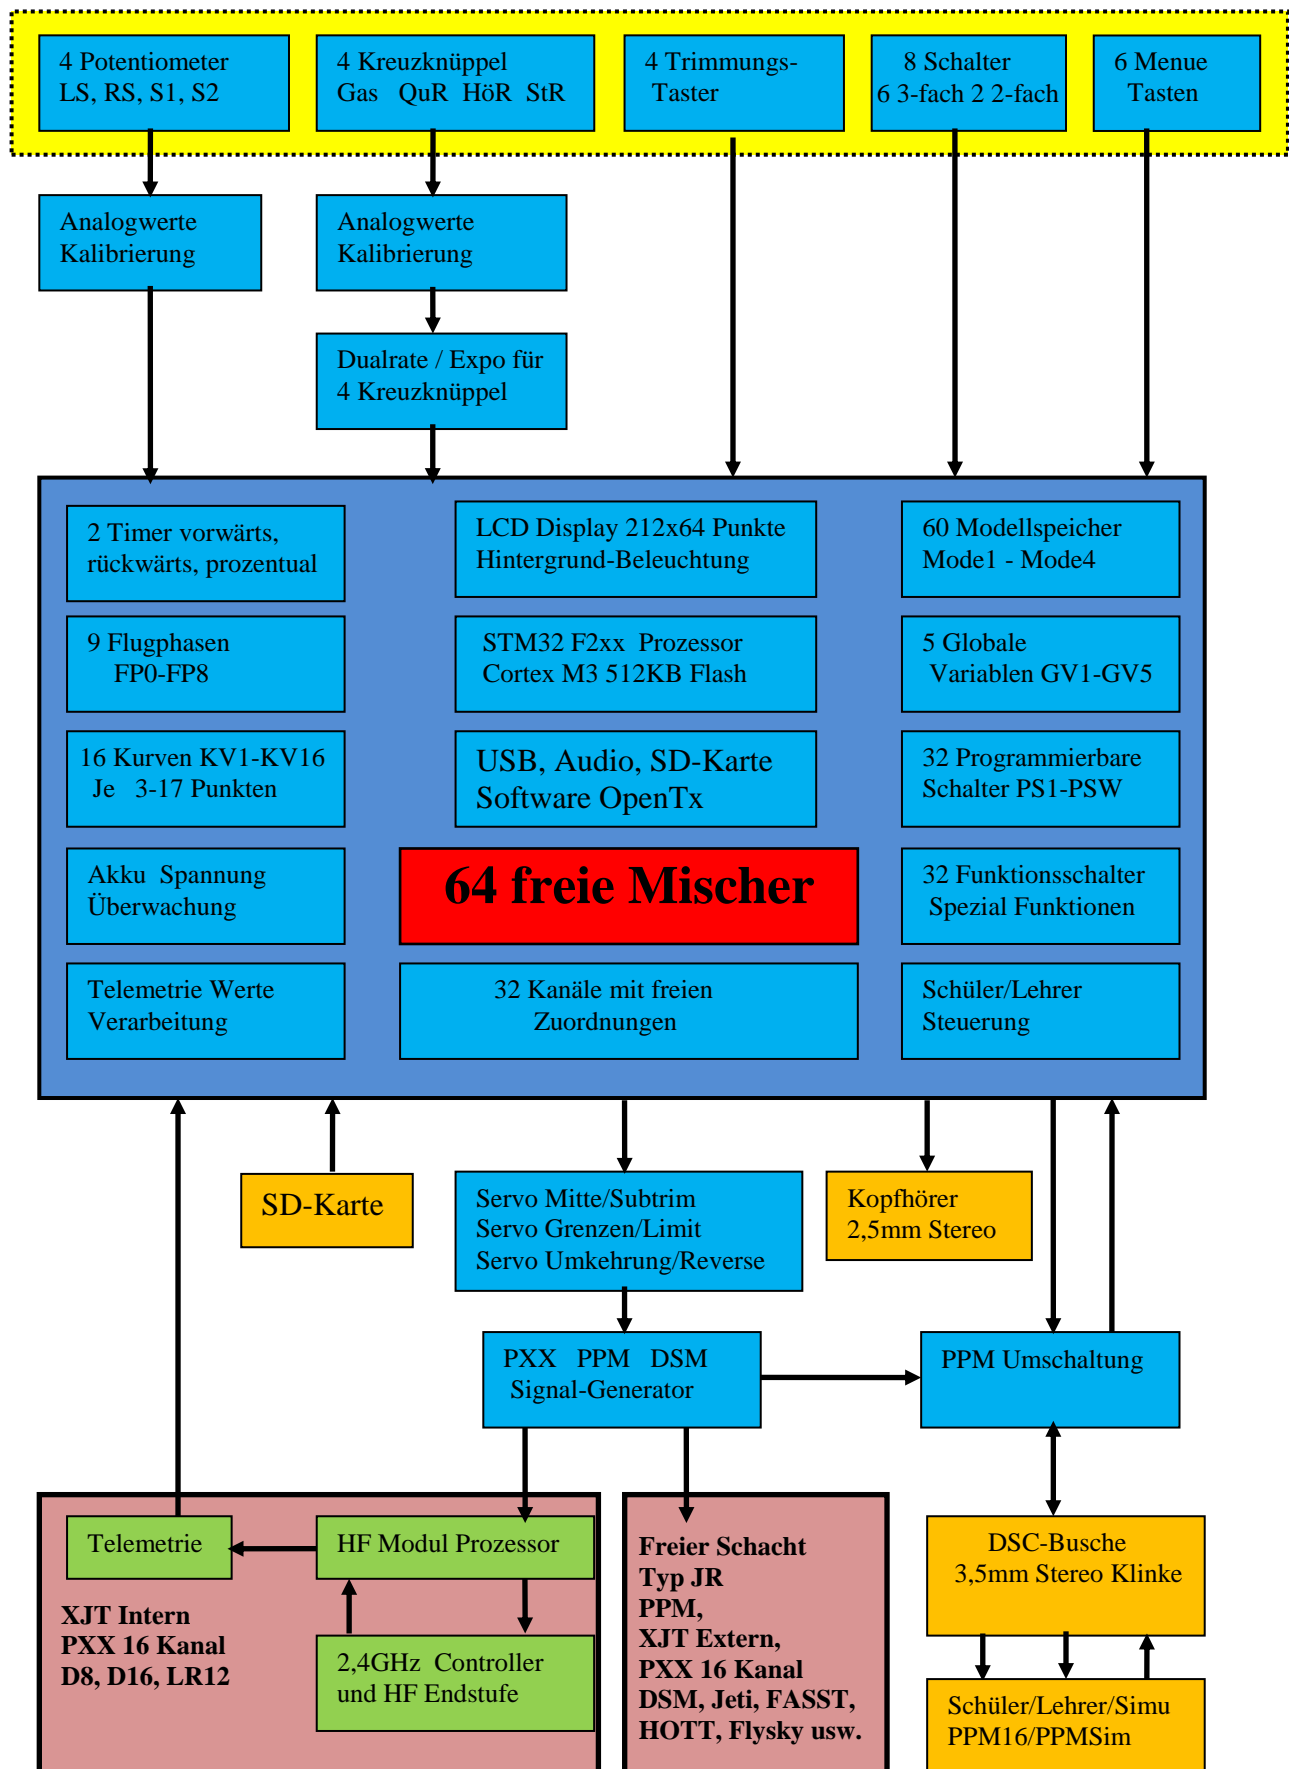 4 Potentiometer
LS, RS, S1, S2
4 Kreuzknüppel
Gas QuR HöR StR
4 Trimmungs-
Taster
8 Schalter
6 3-fach 2 2-fach
6 Menue
Tasten
Analogwerte
Kalibrierung
Analogwerte
Kalibrierung
Dualrate / Expo für
4 Kreuzknüppel
2 Timer vorwärts,
rückwärts, prozentual
LCD Display 212x64 Punkte
Hintergrund-Beleuchtung
60 Modellspeicher
Mode1 - Mode4
9 Flugphasen
FP0-FP8
STM32 F2xx Prozessor
Cortex M3 512KB Flash
5 Globale
Variablen GV1-GV5
16 Kurven KV1-KV16
Je 3-17 Punkten
USB, Audio, SD-Karte
Software OpenTx
32 Programmierbare
Schalter PS1-PSW
Akku Spannung
Überwachung
64 freie Mischer
32 Funktionsschalter
Spezial Funktionen
Telemetrie Werte
Verarbeitung
32 Kanäle mit freien
Zuordnungen
Schüler/Lehrer
Steuerung
SD-Karte
Servo Mitte/Subtrim
Servo Grenzen/Limit
Servo Umkehrung/Reverse
Kopfhörer
2,5mm Stereo
PXX PPM DSM
Signal-Generator
PPM Umschaltung
Telemetrie
HF Modul Prozessor
XJT Intern
PXX 16 Kanal
D8, D16, LR12
2,4GHz Controller
und HF Endstufe
Freier Schacht
Typ JR
PPM,
XJT Extern,
PXX 16 Kanal
DSM, Jeti, FASST,
HOTT, Flysky usw.
DSC-Busche
3,5mm Stereo Klinke
Schüler/Lehrer/Simu
PPM16/PPMSim